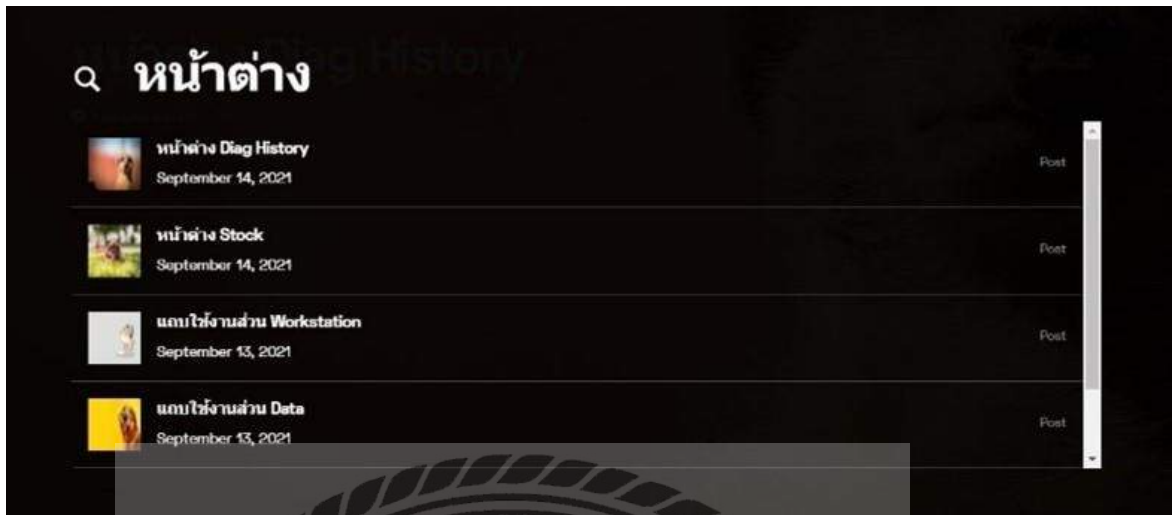 หน้าต่าง
หน้าต่าง Diag History
September 14, 2021
Post
หน้าต่าง Stock
September 14, 2021
Post
แถบใช้งานส่วน Workstation
September 13, 2021
Post
แถบใช้งานส่วน Data
September 13, 2021
Post